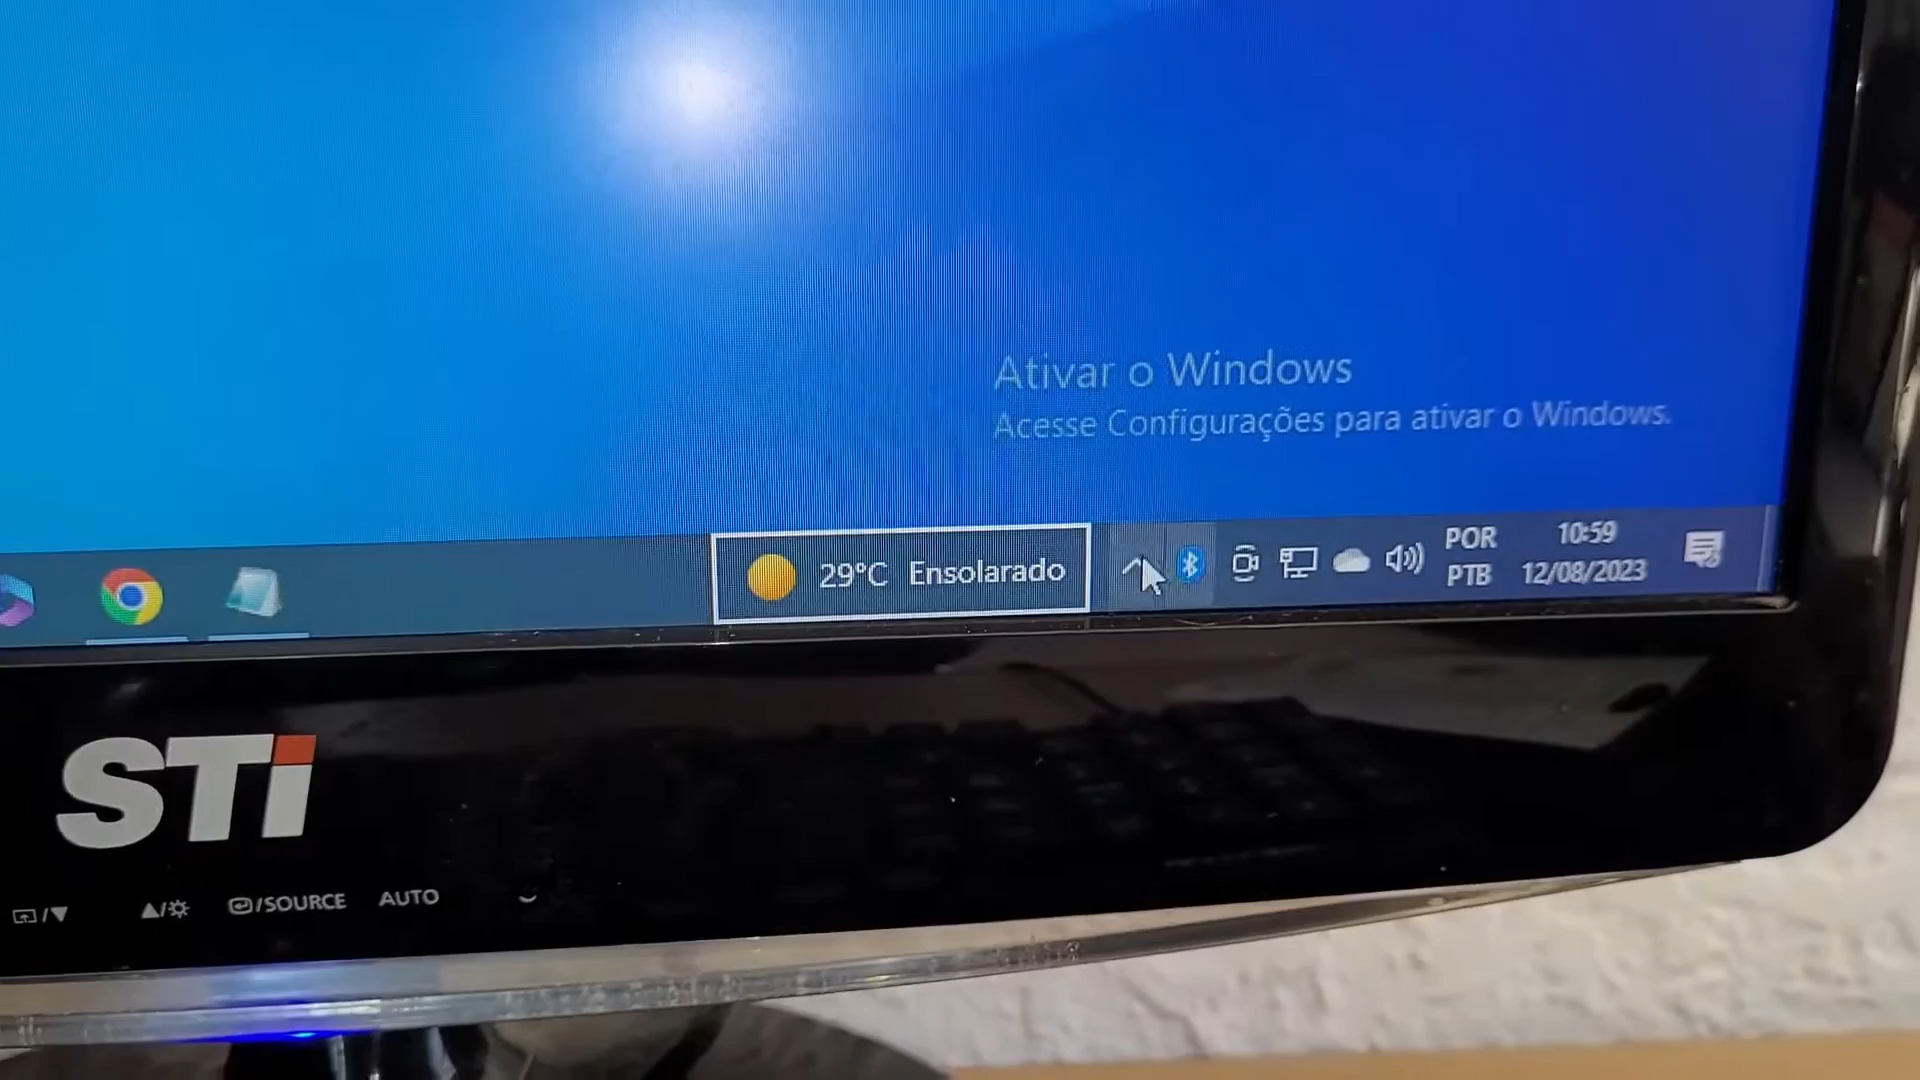 Ativar o Windows
Acesse Configurações para ativar o Windows.
29°C Ensolarado
POR
PTB
10:59
12/08/2023
STi
/SOURCE
AUTO